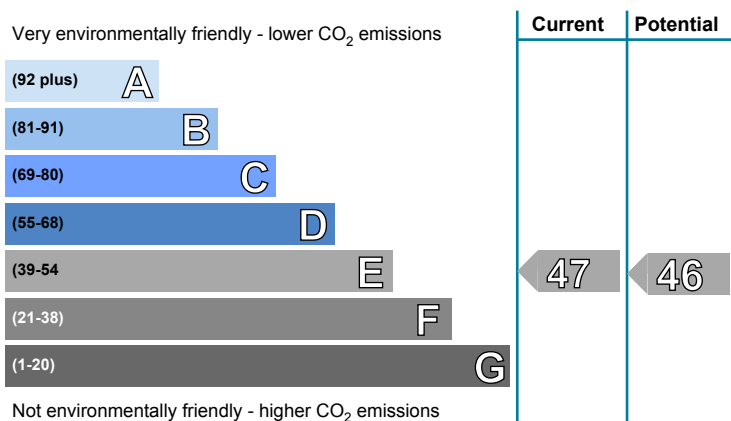 Very environmentally friendly - lower CO2 emissions
Current
Potential
(92 plus) A
(81-91) B
(69-80) C
(55-68) D
(39-54 E
47
46
(21-38) F
(1-20) G
Not environmentally friendly - higher CO2 emissions